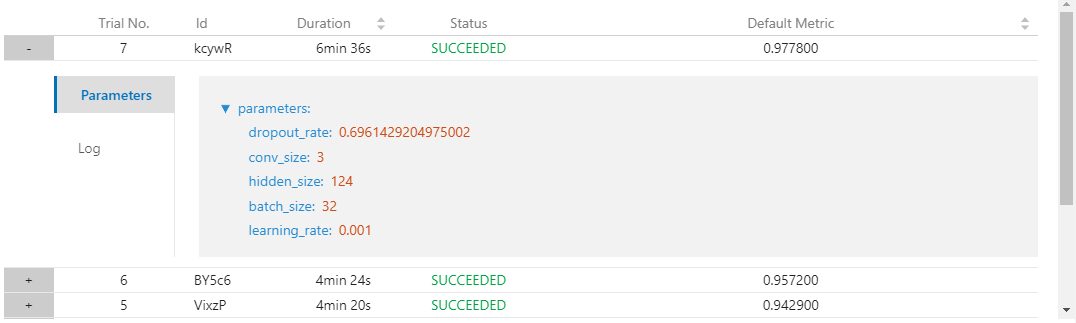 Trial No. Id Duration Status Default Metric
- 7 kcywR 6min 36s SUCCEEDED 0.977800
Parameters
Log
▼ parameters:
dropout_rate: 0.6961429204975002
conv_size: 3
hidden_size: 124
batch_size: 32
learning_rate: 0.001
+ 6 BY5c6 4min 24s SUCCEEDED 0.957200
+ 5 VixzP 4min 20s SUCCEEDED 0.942900